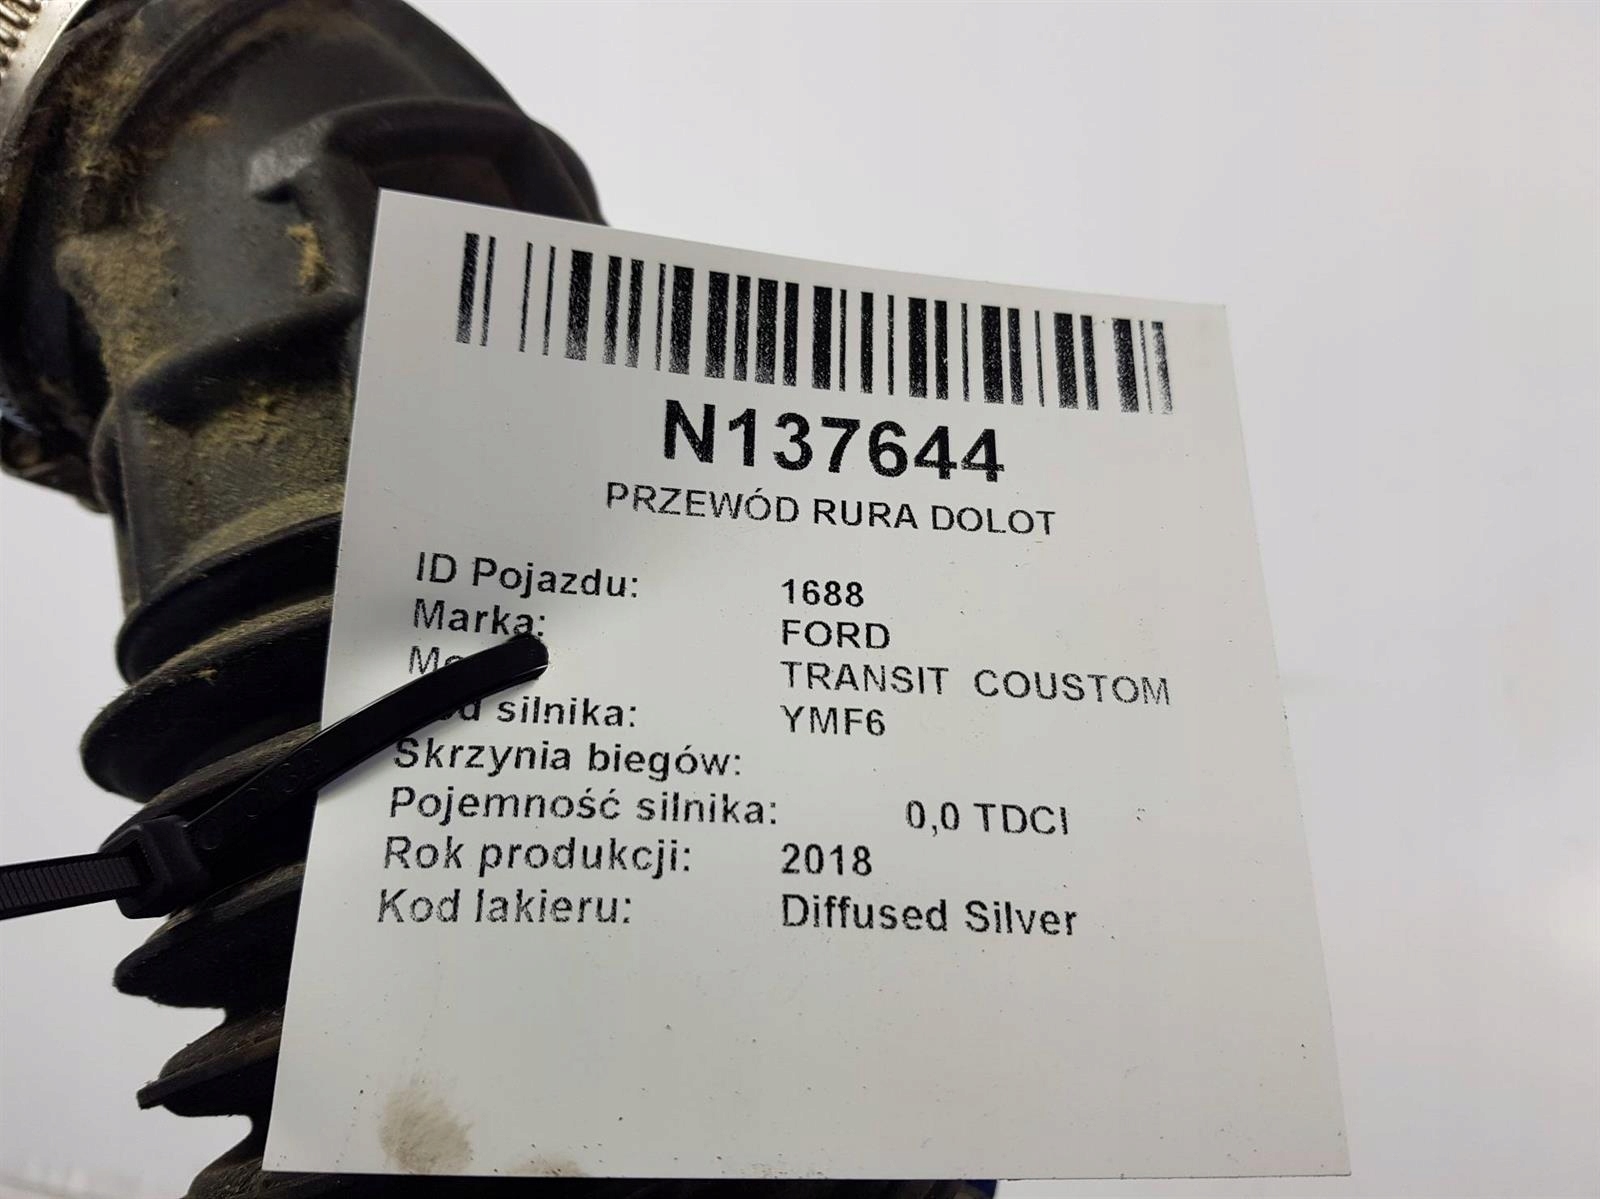 N137644
PRZEWÓD RURA DOLOT
ID Pojazdu: 1688
Marka: FORD
TRANSIT COUSTOM
silnika: YMF6
Skrzynia biegów:
Pojemność silnika: 0,0 TDCI
Rok produkcji: 2018
Kod lakieru: Diffused Silver